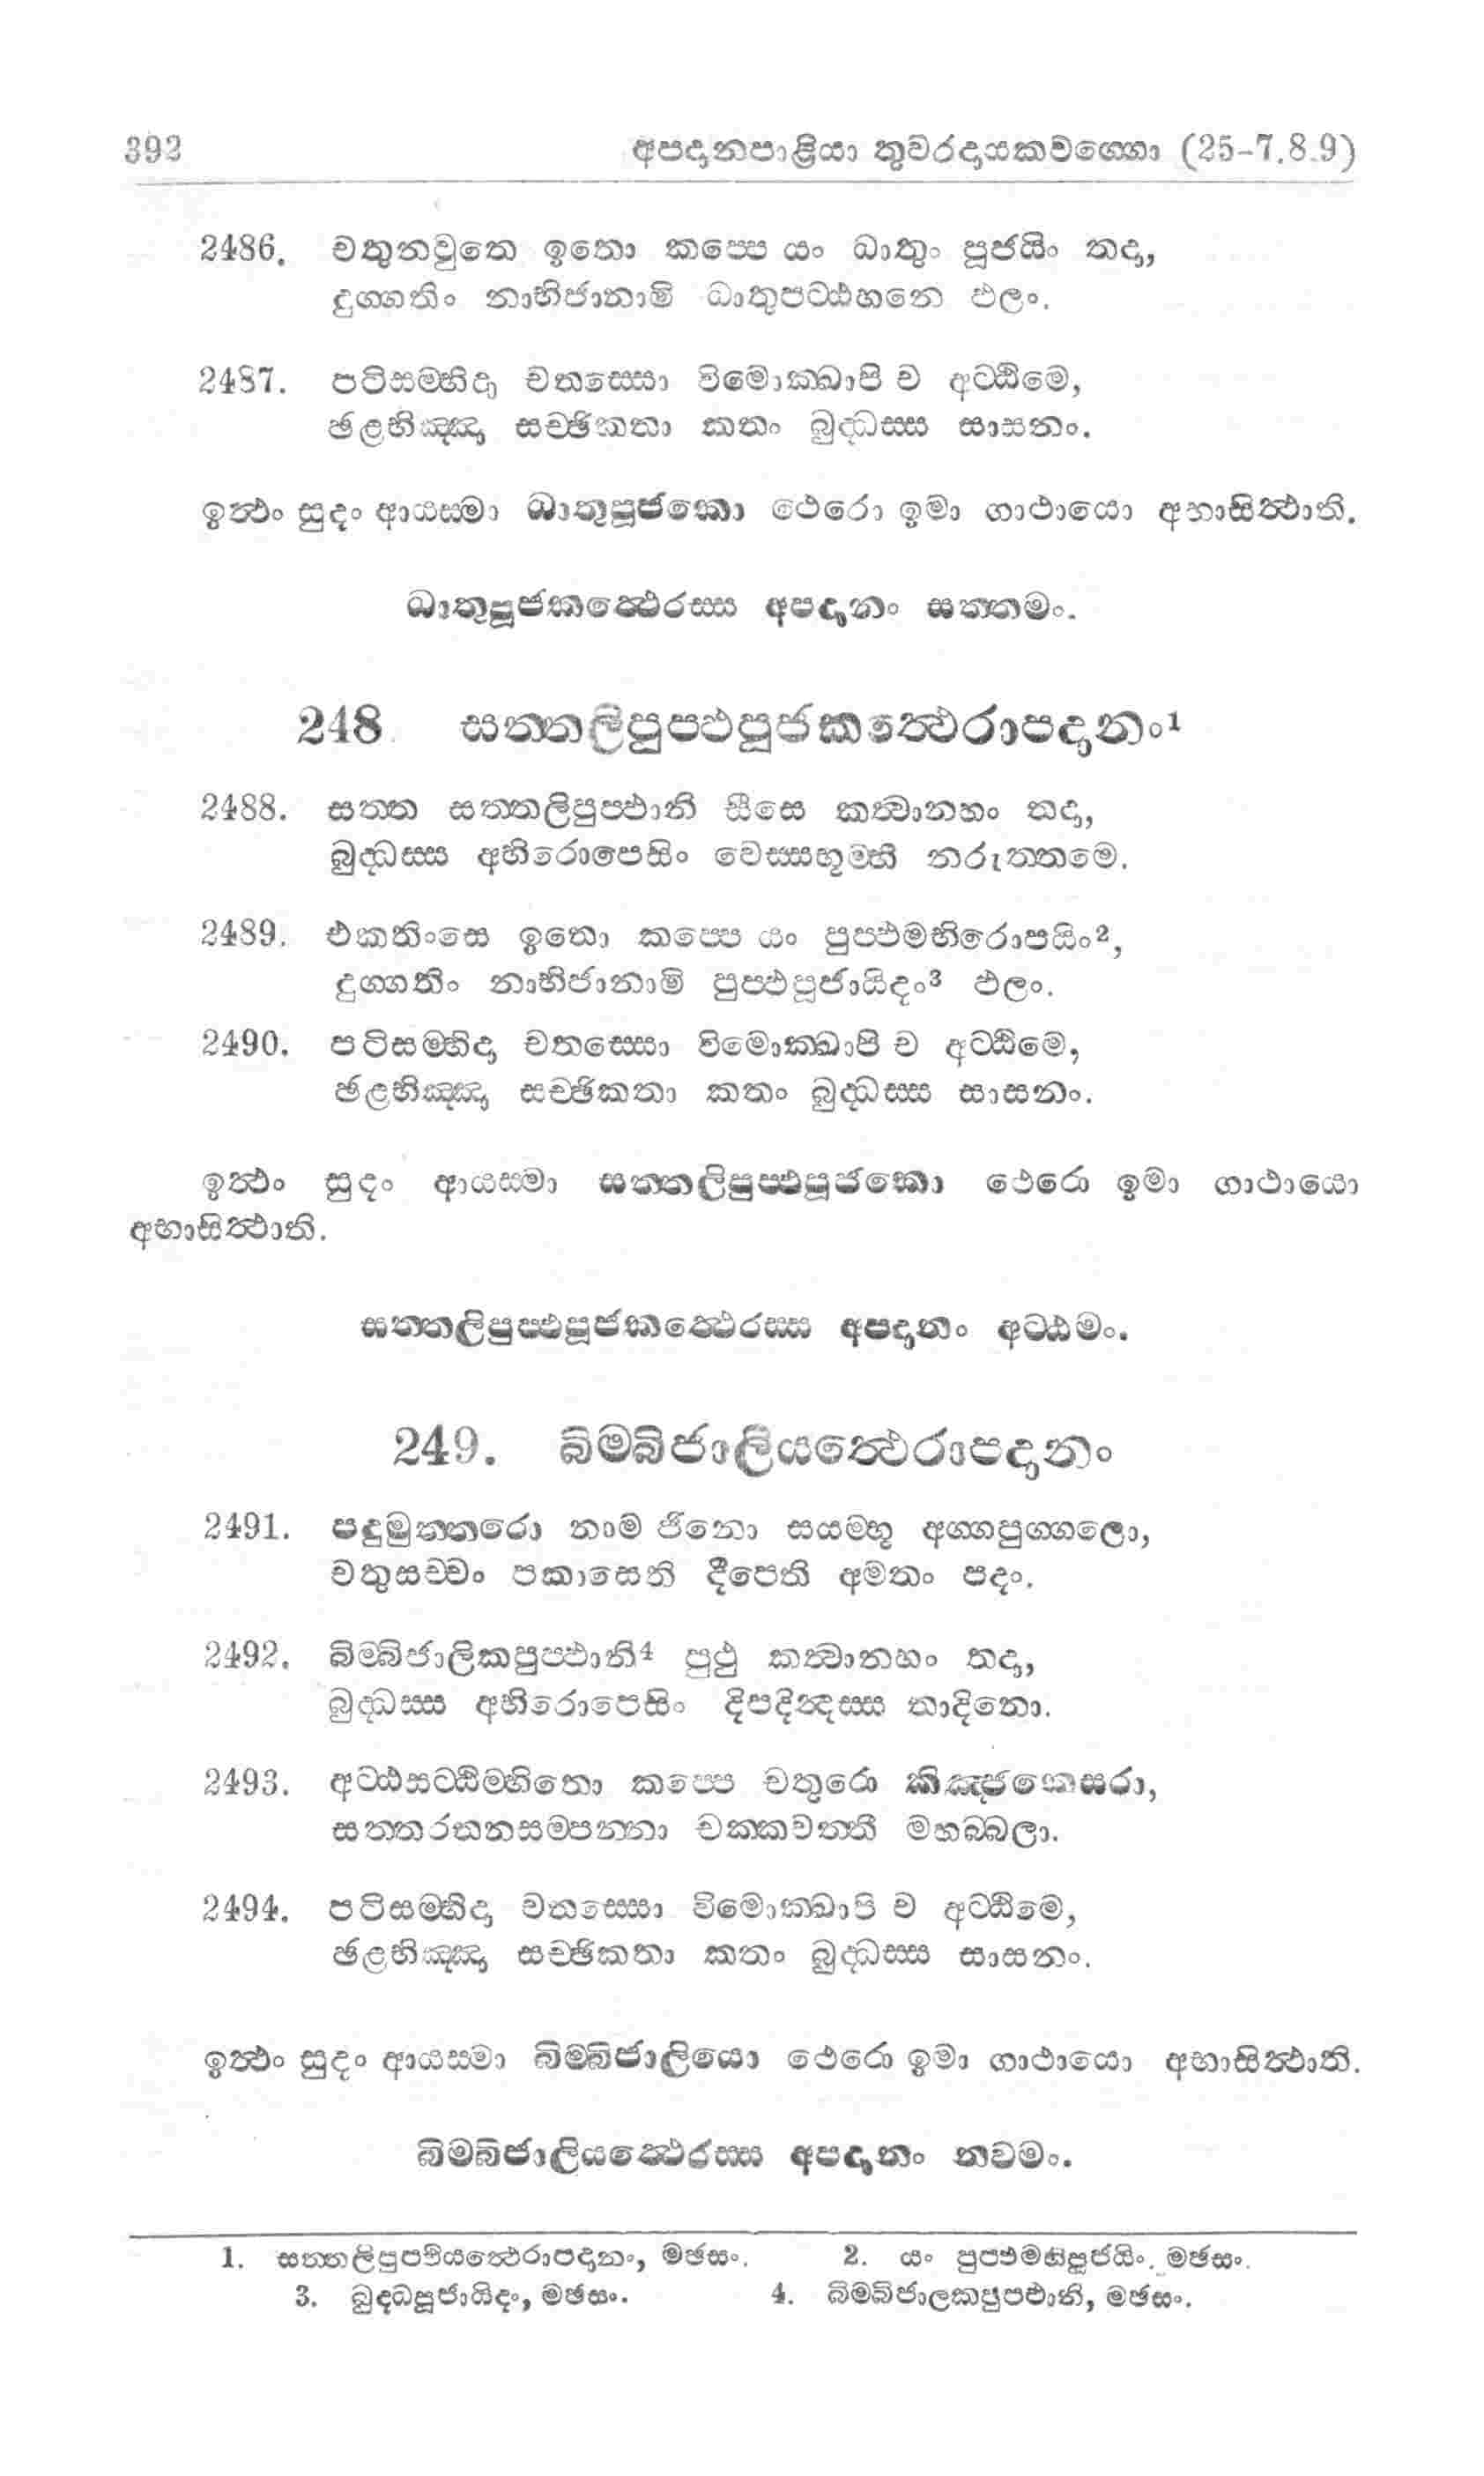 392 අපදානපාළියා තුවරදායකවග්ගො (25-7.8.9)
2486. චතුනවුතෙ ඉතො කප්පෙ යං ධාතුං පූජයිං තදා,
දුග්ගතිං නාභිජානාමි ධාතුපට්ඨහනෙ ඵලං.
2487. පටිසම්භිදා චතස්සො විමොක්ඛාපි ච අට්ඨිමෙ,
ඡළභිඤ්ඤා සච්ඡිකතා කතං බුද්ධස්ස සාසනං.
ඉත්ථං සුදං ආයස්මා ධාතුපූජකො ථෙරො ඉමා ගාථායො අභාසිත්ථාති.
ධාතුපූජකත්ථෙරස්ස අපදානං සත්තමං.
248. සත්තලිපුප්ඵපූජකත්ථෙරාපදානං¹
2488. සත්ත සත්තලිපුප්ඵානි සීසෙ කත්වානහං තදා,
බුද්ධස්ස අභිරොපෙසිං වෙස්සභූම්හි නරුත්තමෙ.
2489. එකතිංසෙ ඉතො කප්පෙ යං පුප්ඵමභිරොපයිං²,
දුග්ගතිං නාභිජානාමි පුප්ඵපූජායිදං³ ඵලං.
2490. පටිසම්භිදා චතස්සො විමොක්ඛාපි ච අට්ඨිමෙ,
ඡළභිඤ්ඤා සච්ඡිකතා කතං බුද්ධස්ස සාසනං.
ඉත්ථං සුදං ආයස්මා සත්තලිපුප්ඵපූජකො ථෙරො ඉමා ගාථායො
අභාසිත්ථාති.
සත්තලිපුප්ඵපූජකත්ථෙරස්ස අපදානං අට්ඨමං.
249. බිම්බිජාලියත්ථෙරාපදානං
2491. පදුමුත්තරො නාම ජිනො සයම්භූ අග්ගපුග්ගලො,
චතුසච්චං පකාසෙති දීපෙති අමතං පදං.
2492. බිම්බිජාලිකපුප්ඵානි⁴ පුථු කත්වානහං තදා,
බුද්ධස්ස අභිරොපෙසිං දිපදින්දස්ස තාදිනො.
2493. අට්ඨසට්ඨිම්හිතො කප්පෙ චතුරො කිඤ්ජකෙසරා,
සත්තරතනසම්පන්නා චක්කවත්තී මහබ්බලා.
2494. පටිසම්භිදා චතස්සො විමොක්ඛාපි ච අට්ඨිමෙ,
ඡළභිඤ්ඤා සච්ඡිකතා කතං බුද්ධස්ස සාසනං.
ඉත්ථං සුදං ආයස්මා බිම්බිජාලියො ථෙරො ඉමා ගාථායො අභාසිත්ථාති.
බිම්බිජාලියත්ථෙරස්ස අපදානං නවමං.
1. සත්තලිපුප්ඵියත්ථෙරාපදානං, මඡසං. 2. යං පුප්ඵමභිපූජයිං. මඡසං.
3. බුද්ධපූජායිදං, මඡසං. 4. බිම්බිජාලකපුප්ඵානි, මඡසං.